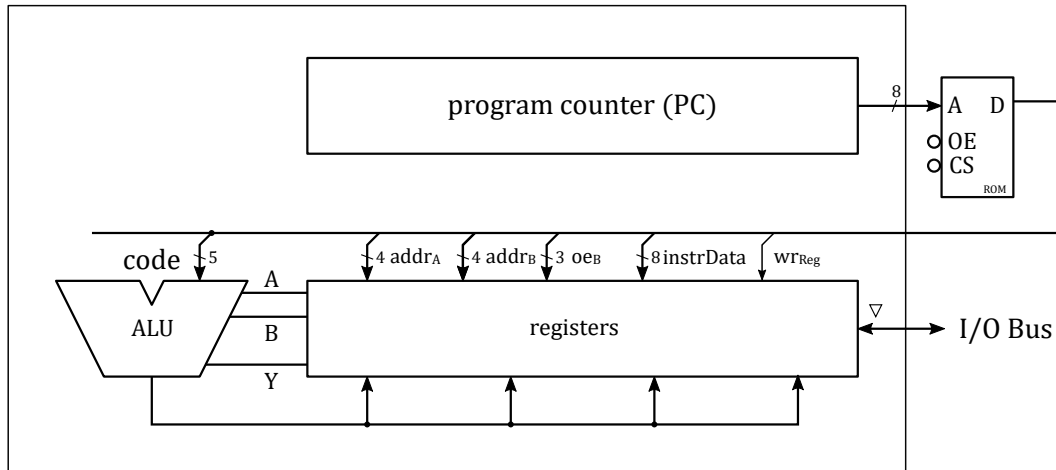 program counter (PC)
8
A D
OE
CS
ROM
code 5 4 addrA 4 addrB 3 oeB 8 instrData wrReg
A
ALU
B
registers
▽
I/O Bus
Y